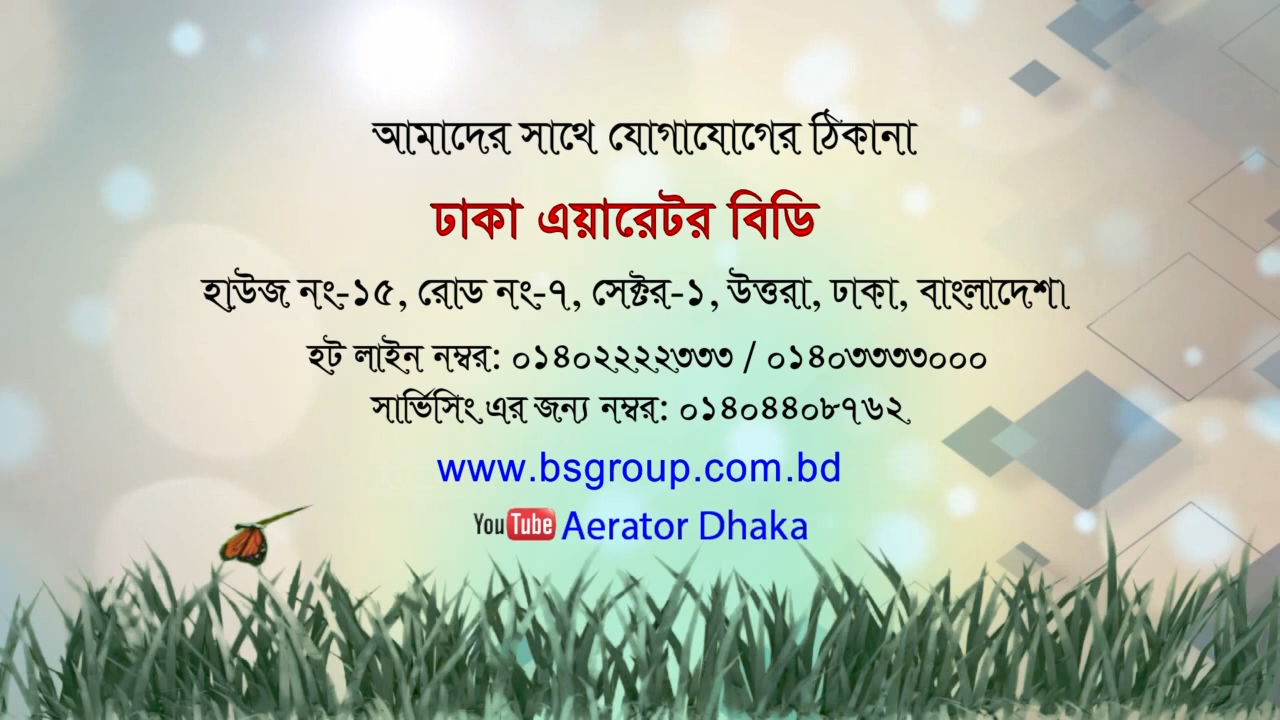 আমাদের সাথে যোগাযোগের ঠিকানা
ঢাকা এয়ারেটর বিডি
হাউজ নং-১৫, রোড নং-৭, সেক্টর-১, উত্তরা, ঢাকা, বাংলাদেশ।
হট লাইন নম্বর: ০১৪০২২২২৩৩৩ / ০১৪০৩৩৩৩০০০
সার্ভিসিং এর জন্য নম্বর: ০১৪০৪৪০৮৭৬২
www.bsgroup.com.bd
YouTube Aerator Dhaka